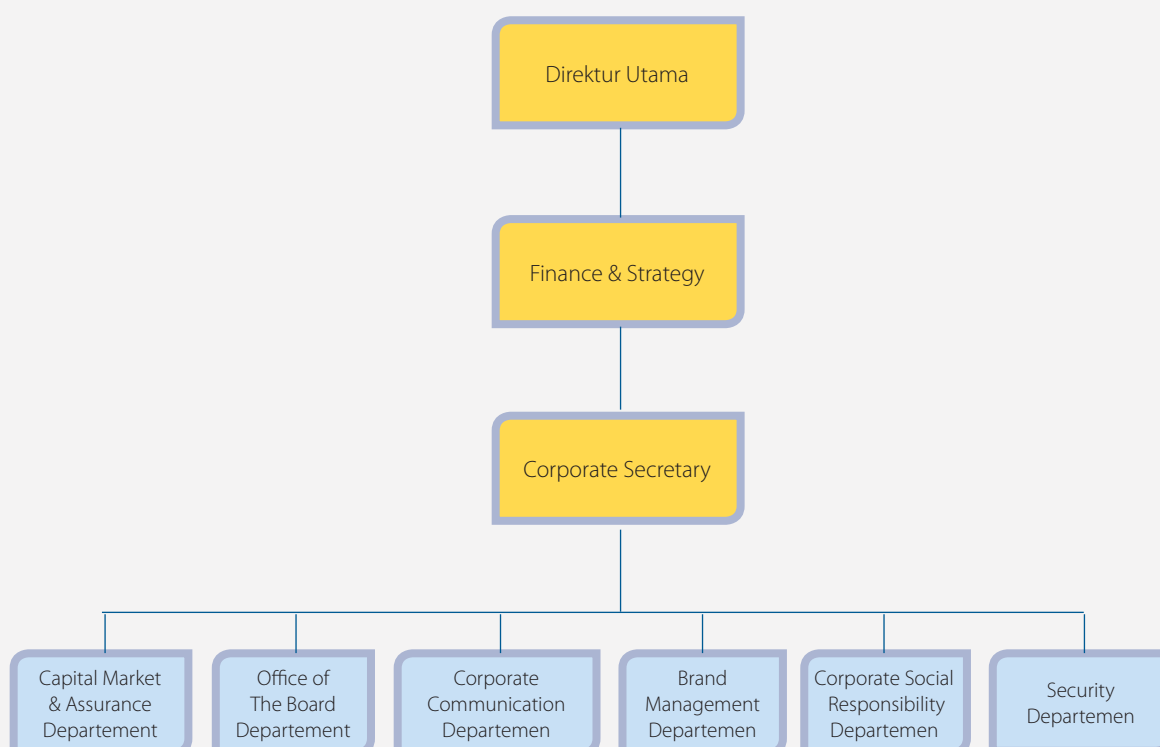 Direktur Utama
Finance & Strategy
Corporate Secretary
Capital Market
& Assurance
Departement
Office of
The Board
Departement
Corporate
Communication
Departemen
Brand
Management
Departemen
Corporate Social
Responsibility
Departemen
Security
Departemen